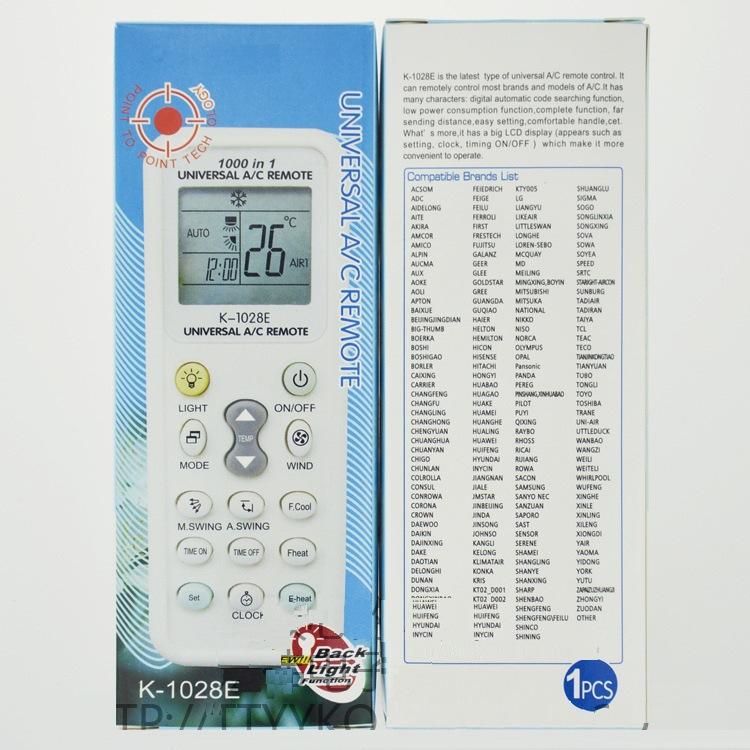 POINT TO POINT TECH OLOGY
1000 in 1
UNIVERSAL A/C REMOTE
AUTO
26
°C
12:00
AIR1
K-1028E
UNIVERSAL A/C REMOTE
LIGHT
ON/OFF
TEMP
MODE
WIND
F.Cool
M.SWING
A.SWING
TIME ON
TIME OFF
Fheat
Set
E-heat
CLOCK
Back
Light
Function
K-1028E
UNIVERSAL A/C REMOTE
K-1028E is the latest type of universal A/C remote control. It
can remotely control most brands and models of A/C.It has
many characters: digital automatic code searching function,
low power consumption function,complete function, far
sending distance,easy setting,comfortable handle,cet.
What' s more,it has a big LCD display (appears such as
setting, clock, timing ON/OFF ) which make it more
convenient to operate.
Compatible Brands List
ACSOM FEIEDRICH KTY005 SHUANGLU
ADC FEIGE LG SIGMA
AIDELONG FEILU LIANGYU SOGO
AITE FERROLI LIKEAIR SONGLINXIA
AKIRA FIRST LITTLESWAN SONGXING
AMCOR FRESTECH LONGHE SOVA
AMICO FUJITSU LOREN-SEBO SOWA
ALPIN GALANZ MCQUAY SOYEA
AUCMA GEER MD SPEED
AUX GLEE MEILING SRTC
AOKE GOLDSTAR MINGXING,BOYIN STARIGHT-AIRCON
AOLI GREE MITSUBISHI SUNBURG
APTON GUANGDA MITSUKA TADIAIR
BAIXUE GUQIAO NATIONAL TADIRAN
BEIJINGJINGDIAN HAIER NIKKO TAIYA
BIG-THUMB HELTON NISO TCL
BOERKA HEMILTON NORCA TEAC
BOSHI HICON OLYMPUS TECO
BOSHIGAO HISENSE OPAL TIANJINKONGTIAO
BORLER HITACHI Pansonic TIANYUAN
CAIXING HONGYI PANDA TUBO
CARRIER HUABAO PEREG TONGLI
CHANGFENG HUAGAO PINSHANG,XINHUABAO TOYO
CHANGFU HUAKE PILOT TOSHIBA
CHANGLING HUAMEI PUYI TRANE
CHANGHONG HUANGHE QIXING UNI-AIR
CHENGYUAN HUALING RAYBO UTTLEDUCK
CHUANGHUA HUAWEI RHOSS WANBAO
CHUANYAN HUIFENG RICAI WANGZI
CHIGO HYUNDAI RIJIANG WEILI
CHUNLAN INYCIN ROWA WEITELI
COLROLLA JIANGNAN SACON WHIRLPOOL
CONSUL JIALE SAMSUNG WUFENG
CONROWA JMSTAR SANYO NEC XINGHE
CORONA JINBEIJING SANZUAN XINLE
CROWN JINDA SAPORO XINLING
DAEWOO JINSONG SAST XILENG
DAIKIN JOHNSO SENSOR XIONGDI
DAJINXING KANGLI SERENE YAIR
DAKE KELONG SHAMEI YAOMA
DAOTIAN KLIMATAIR SHANGLING YIDONG
DELONGHI KONKA SHANYE YORK
DUNAN KRIS SHANXING YUTU
DONGXIA KT02_D001 SHARP
KT02_D002 SHENBAO ZHONGYI
HUAWEI HUAWEI SHENGFENG ZUODAN
HUIFENG HUIFENG SHENGFENG\FEILU OTHER
HYUNDAI HYUNDAI SHINCO
INYCIN INYCIN SHINING
1PCS